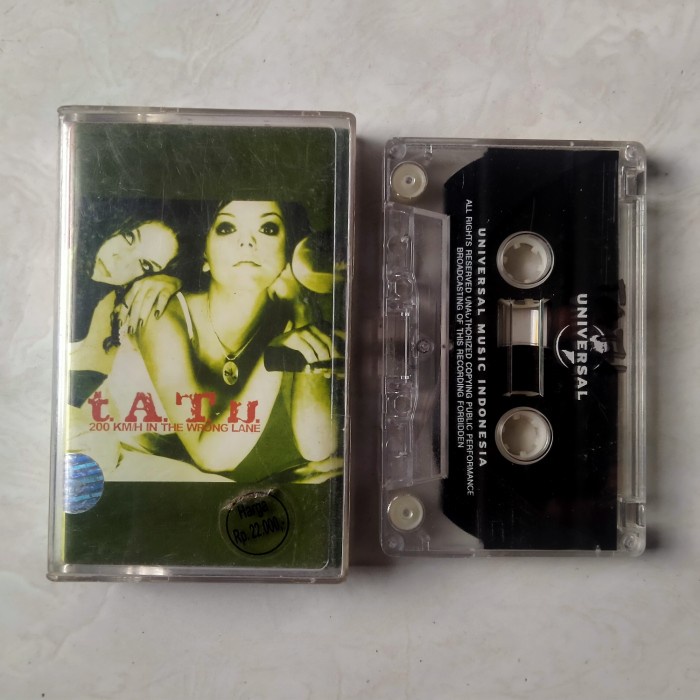 t.A.T.u.
200 KM/H IN THE WRONG LANE
Harga
Rp. 22.000,-
UNIVERSAL
UNIVERSAL MUSIC INDONESIA
ALL RIGHTS RESERVED UNAUTHORIZED COPYING PUBLIC PERFORMANCE
BROADCASTING OF THIS RECORDING FORBIDDEN